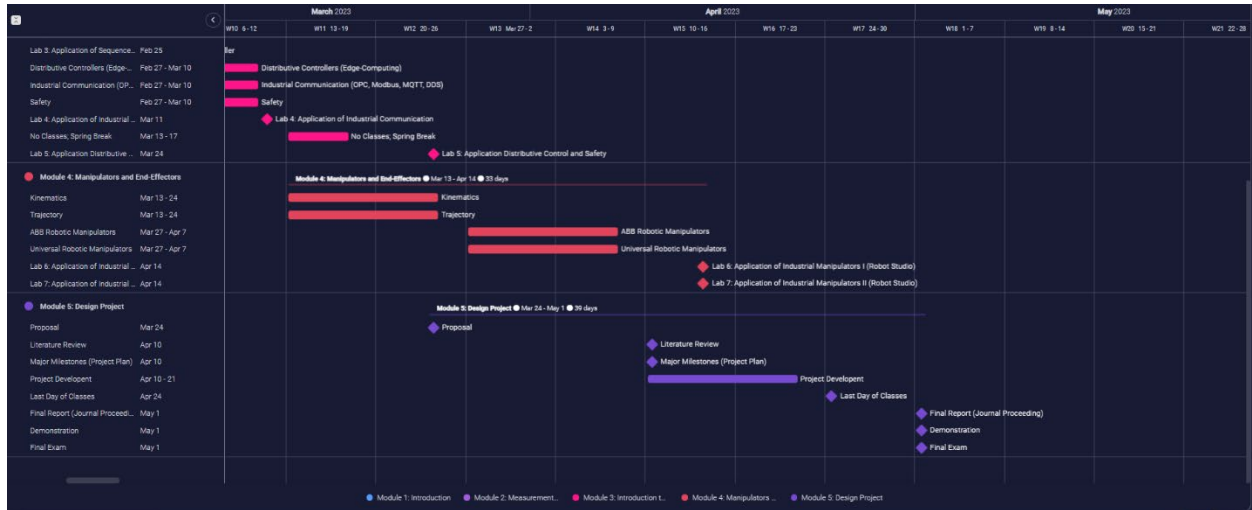 March 2023
April 2023
May 2023
W10 6-12
W11 13-19
W12 20-26
W13 Mar 27-2
W14 3-9
W15 10-16
W16 17-23
W17 24-30
W18 1-7
W19 8-14
W20 15-21
W21 22-28
Lab 3: Application of Sequence... Feb 25
ller
Distributive Controllers (Edge-... Feb 27 - Mar 10
Distributive Controllers (Edge-Computing)
Industrial Communication (OP... Feb 27 - Mar 10
Industrial Communication (OPC, Modbus, MQTT, DDS)
Safety Feb 27 - Mar 10
Safety
Lab 4: Application of Industrial ... Mar 11
Lab 4: Application of Industrial Communication
No Classes; Spring Break Mar 13 - 17
No Classes; Spring Break
Lab 5: Application Distributive ... Mar 24
Lab 5: Application Distributive Control and Safety
Module 4: Manipulators and End-Effectors
Module 4: Manipulators and End-Effectors Mar 13 - Apr 14 33 days
Kinematics Mar 13 - 24
Kinematics
Trajectory Mar 13 - 24
Trajectory
ABB Robotic Manipulators Mar 27 - Apr 7
ABB Robotic Manipulators
Universal Robotic Manipulators Mar 27 - Apr 7
Universal Robotic Manipulators
Lab 6: Application of Industrial ... Apr 14
Lab 6: Application of Industrial Manipulators I (Robot Studio)
Lab 7: Application of Industrial ... Apr 14
Lab 7: Application of Industrial Manipulators II (Robot Studio)
Module 5: Design Project
Module 5: Design Project Mar 24 - May 1 39 days
Proposal Mar 24
Proposal
Literature Review Apr 10
Literature Review
Major Milestones (Project Plan) Apr 10
Major Milestones (Project Plan)
Project Developent Apr 10 - 21
Project Developent
Last Day of Classes Apr 24
Last Day of Classes
Final Report (Journal Proceedi... May 1
Final Report (Journal Proceeding)
Demonstration May 1
Demonstration
Final Exam May 1
Final Exam
Module 1: Introduction
Module 2: Measurement...
Module 3: Introduction t...
Module 4: Manipulators ...
Module 5: Design Project